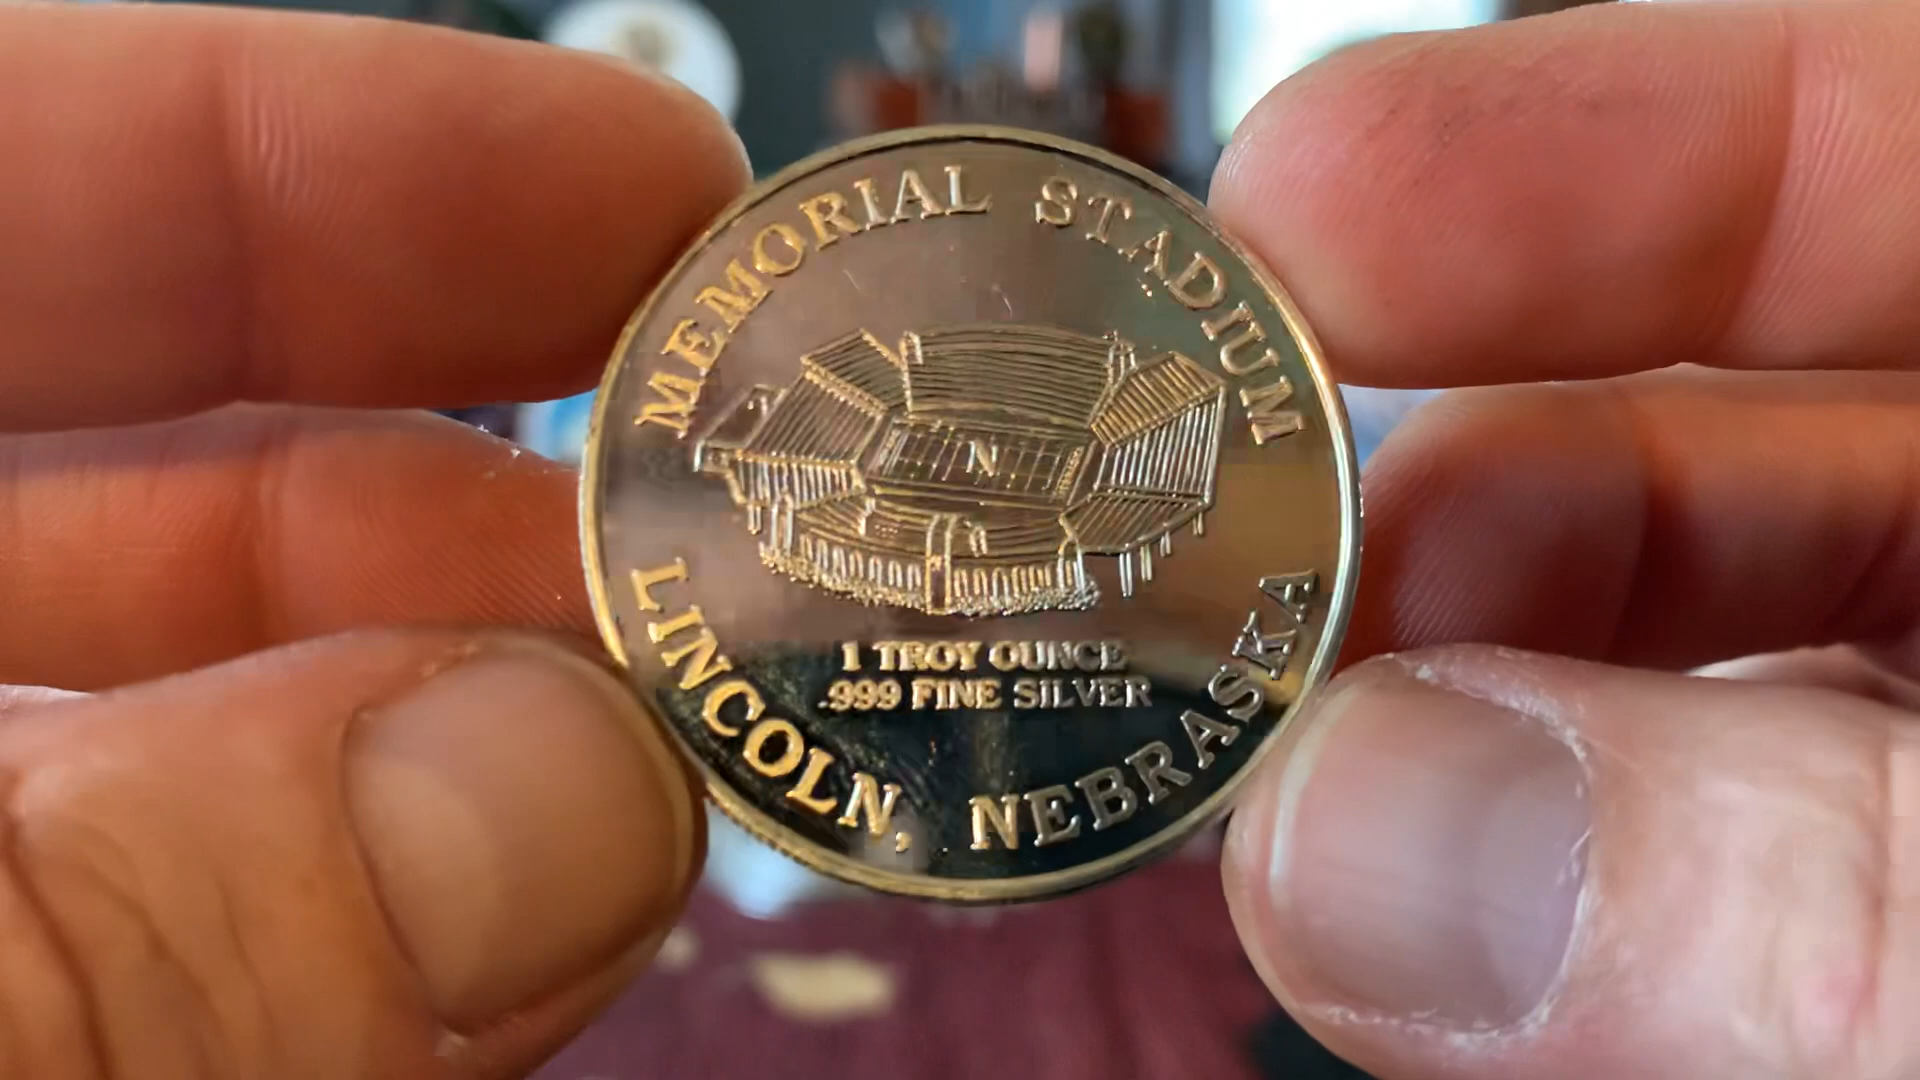 MEMORIAL STADIUM
N
1 TROY OUNCE
.999 FINE SILVER
LINCOLN, NEBRASKA